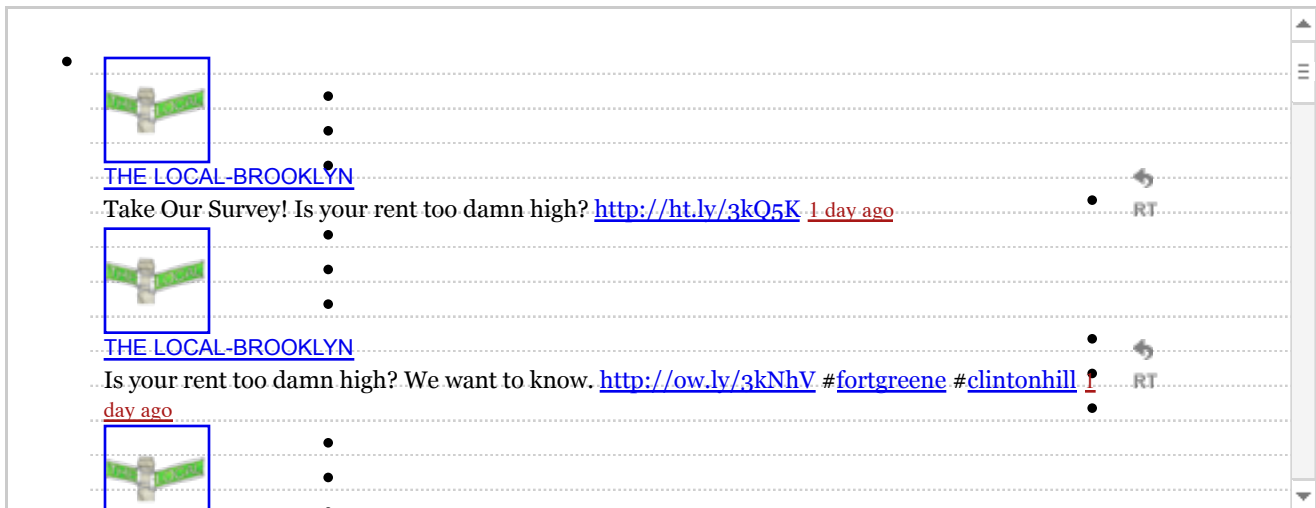 THE LOCAL-BROOKLYN
Take Our Survey! Is your rent too damn high? http://ht.ly/3kQ5K 1 day ago
RT
THE LOCAL-BROOKLYN
Is your rent too damn high? We want to know. http://ow.ly/3kNhV #fortgreene #clintonhill 1
RT
day ago